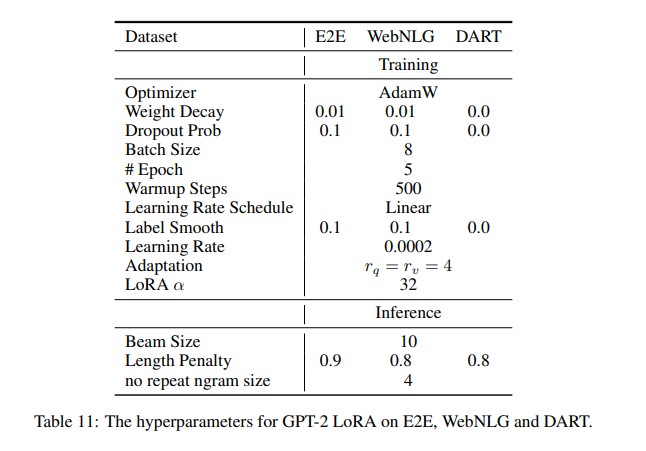 Dataset E2E WebNLG DART
Training
Optimizer AdamW
Weight Decay 0.01 0.01 0.0
Dropout Prob 0.1 0.1 0.0
Batch Size 8
# Epoch 5
Warmup Steps 500
Learning Rate Schedule Linear
Label Smooth 0.1 0.1 0.0
Learning Rate 0.0002
Adaptation r_q = r_v = 4
LoRA α 32
Inference
Beam Size 10
Length Penalty 0.9 0.8 0.8
no repeat ngram size 4
Table 11: The hyperparameters for GPT-2 LoRA on E2E, WebNLG and DART.